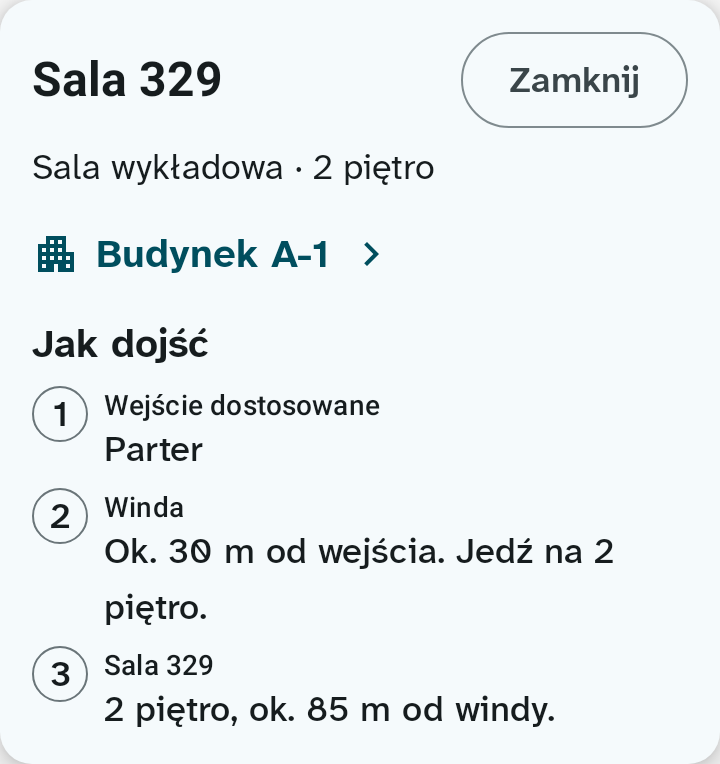 Sala 329
Zamknij
Sala wykładowa · 2 piętro
Budynek A-1
Jak dojść
1 Wejście dostosowane
Parter
2 Winda
Ok. 30 m od wejścia. Jedź na 2
piętro.
3 Sala 329
2 piętro, ok. 85 m od windy.